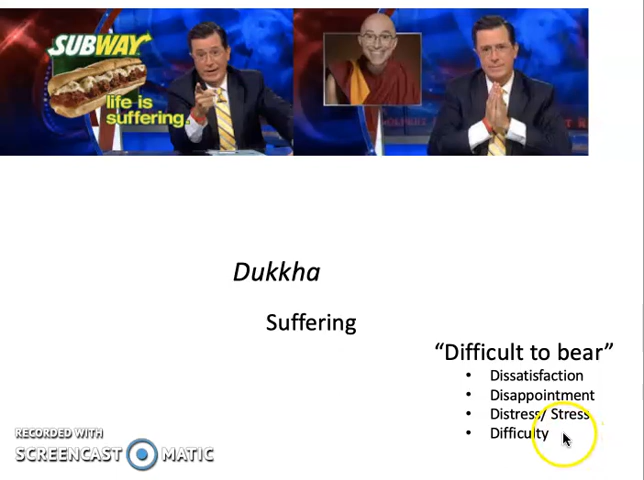 SUBWAY
life is
suffering.
Dukkha
Suffering
“Difficult to bear”
• Dissatisfaction
• Disappointment
• Distress/ Stress
• Difficulty
RECORDED WITH
SCREENCAST MATIC